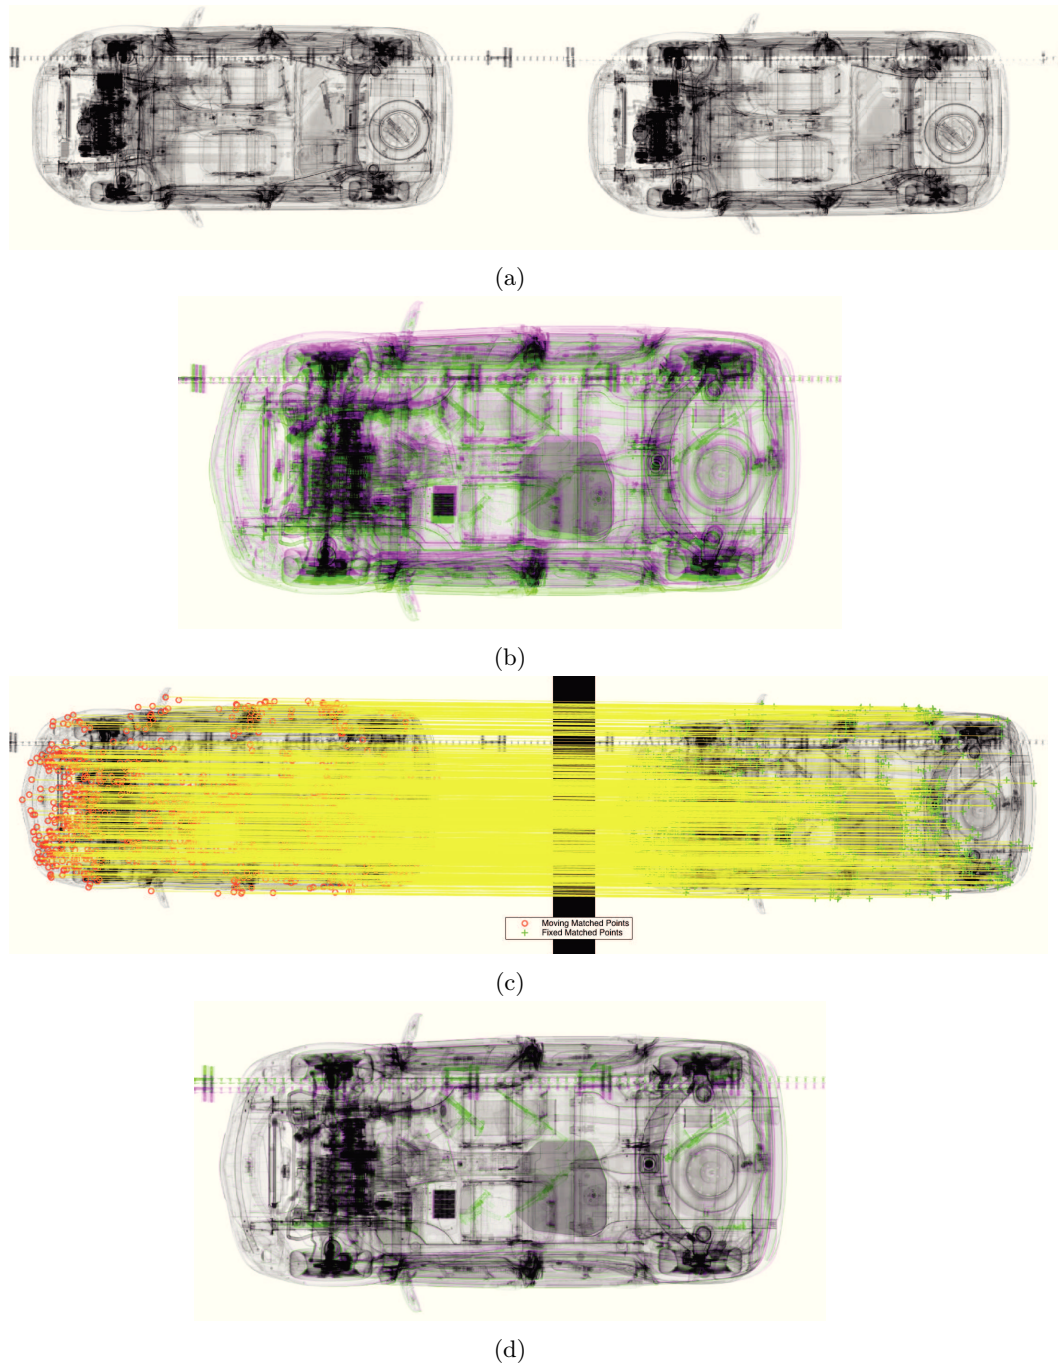 (a)
(b)
Moving Matched Points
Fixed Matched Points
(c)
(d)